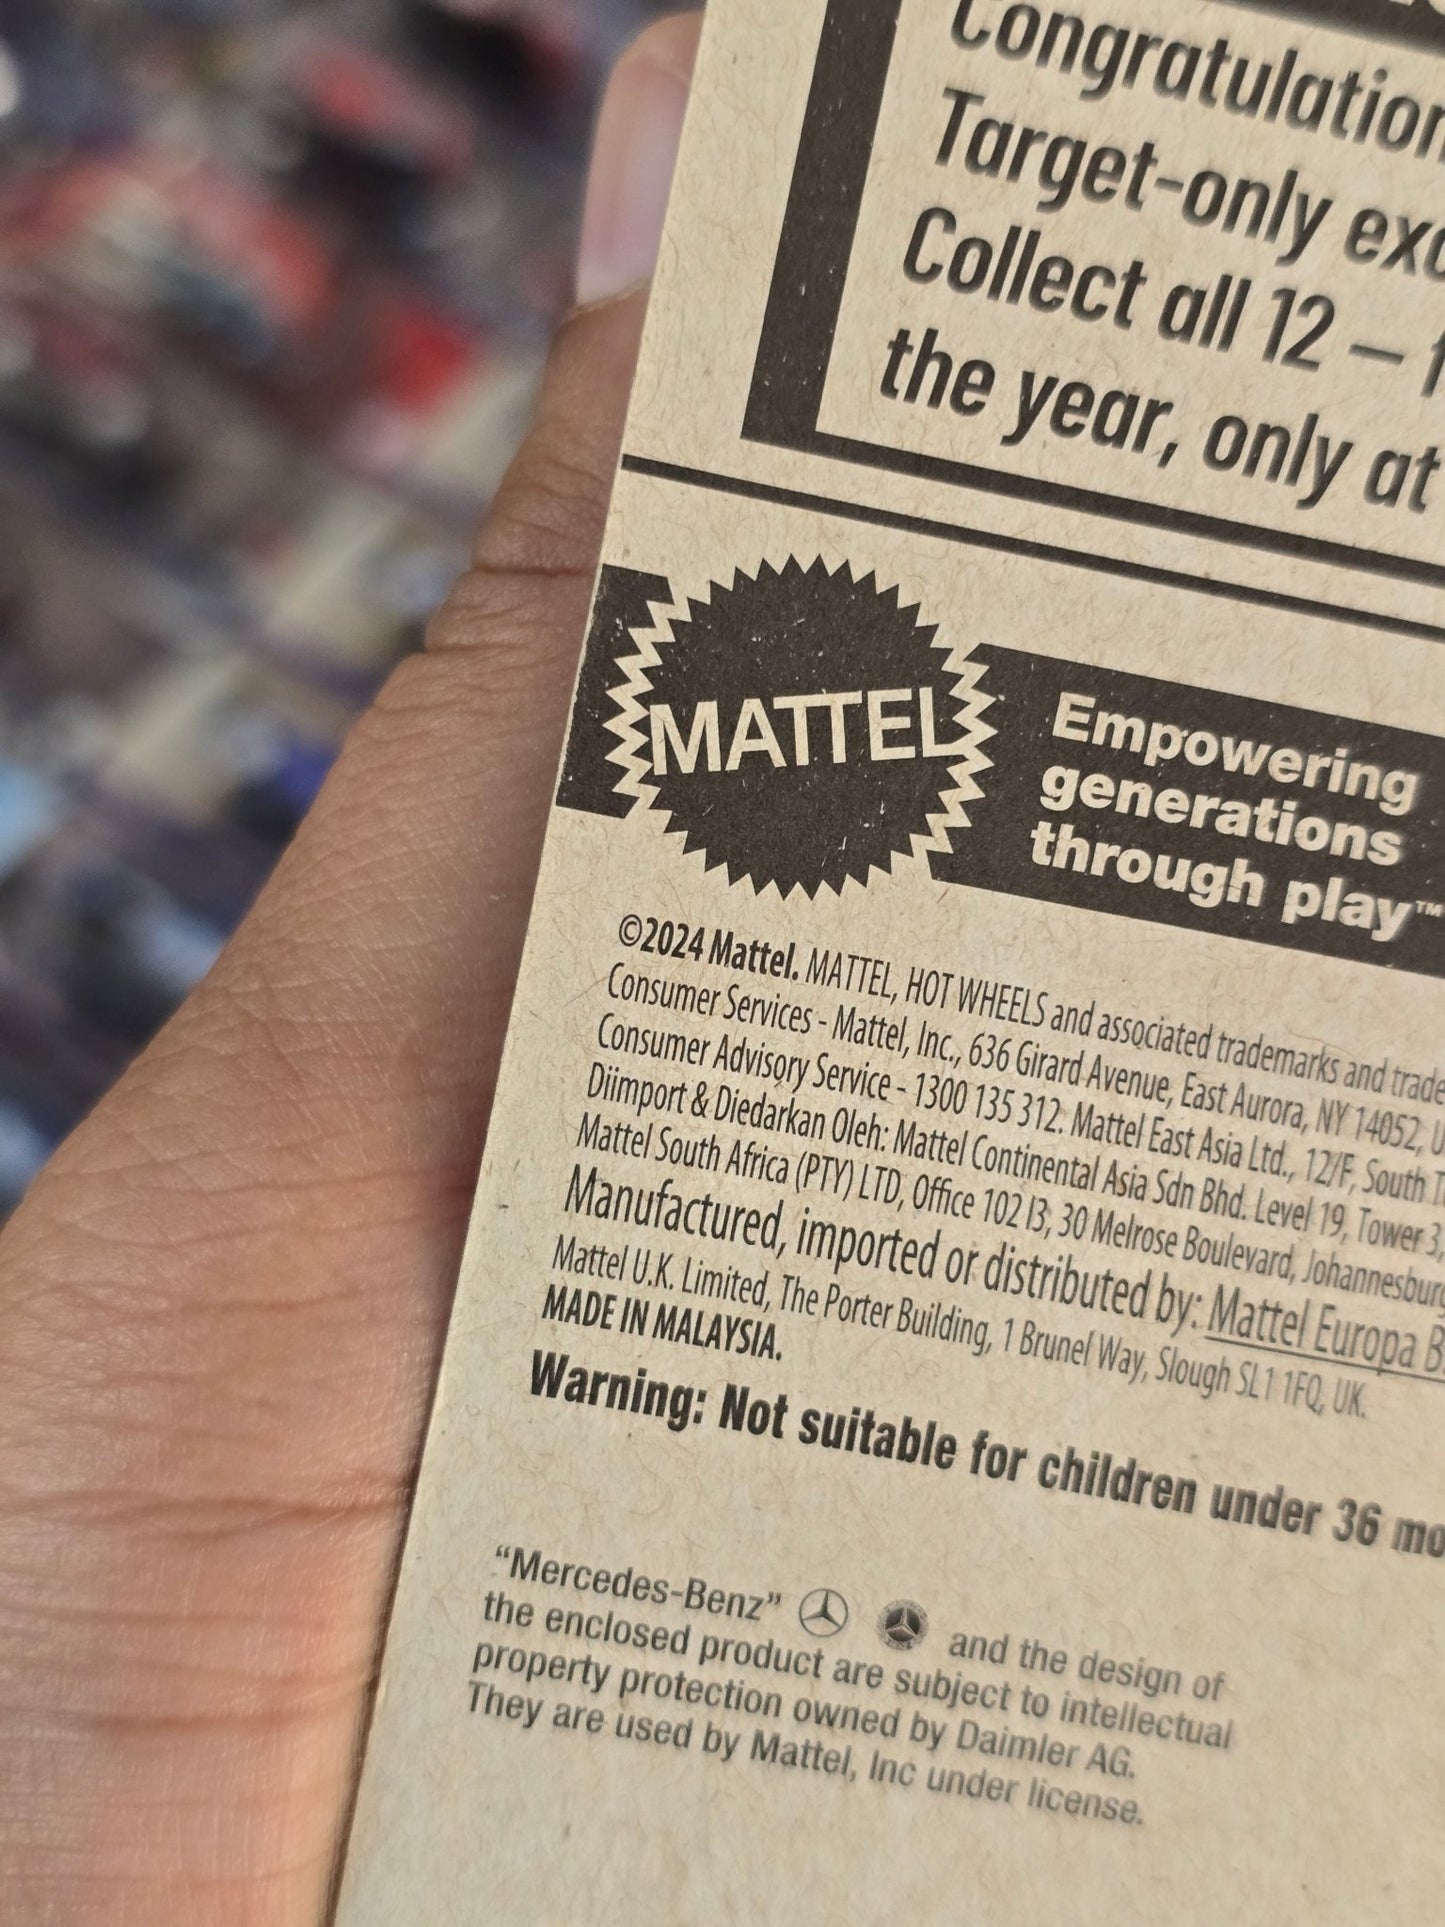 Congratulation
Target-only exc
Collect all 12 –
the year, only at
MATTEL
Empowering
generations
through play™
©2024 Mattel. MATTEL, HOT WHEELS and associated trademarks and trade
Consumer Services - Mattel, Inc., 636 Girard Avenue, East Aurora, NY 14052, U
Consumer Advisory Service - 1300 135 312. Mattel East Asia Ltd., 12/F, South
Diimport & Diedarkan Oleh: Mattel Continental Asia Sdn Bhd. Level 19, Tower 3,
Mattel South Africa (PTY) LTD, Office 102 I3, 30 Melrose Boulevard, Johannesburg
Manufactured, imported or distributed by: Mattel Europa B
Mattel U.K. Limited, The Porter Building, 1 Brunel Way, Slough SL1 1FQ, UK.
MADE IN MALAYSIA.
Warning: Not suitable for children under 36 mo
“Mercedes-Benz” and the design of
the enclosed product are subject to intellectual
property protection owned by Daimler AG.
They are used by Mattel, Inc under license.